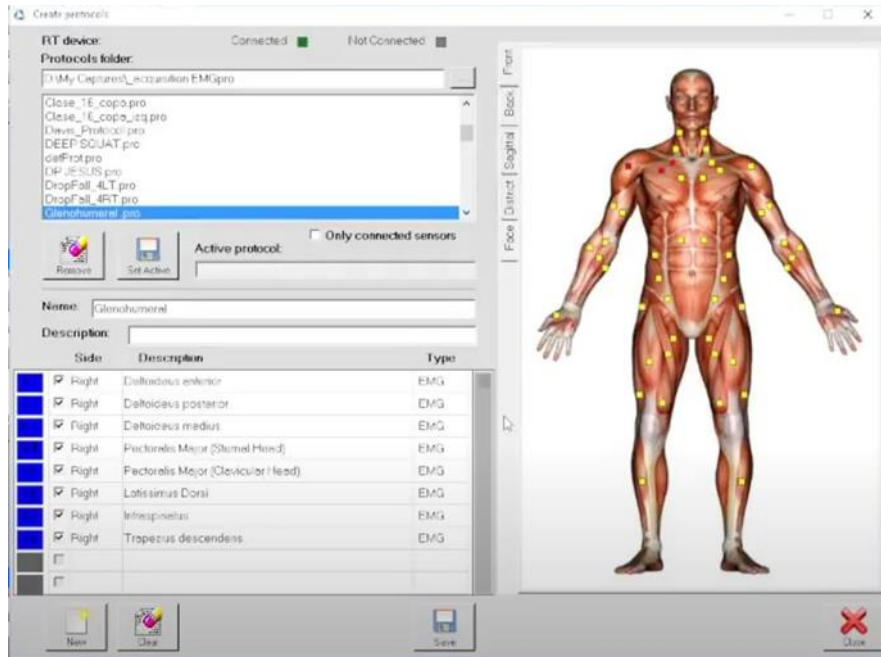 Create protocols
RT device: Connected Not Connected
Protocols folder:
D:\My Captures\_acquisition EMGpro
...
Clase_16_copo.pro
Clase_16_copo_izq.pro
Davis_Protocol.pro
DEEP SQUAT.pro
defProt.pro
DP JESUS.pro
DropFall_4LT.pro
DropFall_4RT.pro
Glenohumeral.pro
Remove
Set Active
Only connected sensors
Active protocol:
Name: Glenohumeral
Description:
Side Description Type
Right Deltoideus anterior EMG
Right Deltoideus posterior EMG
Right Deltoideus medius EMG
Right Pectoralis Major (Sternal Head) EMG
Right Pectoralis Major (Clavicular Head) EMG
Right Latissimus Dorsi EMG
Right Infraspinatus EMG
Right Trapezius descendens EMG
New
Clear
Save
Front
Back
Sagittal
District
Face
Close